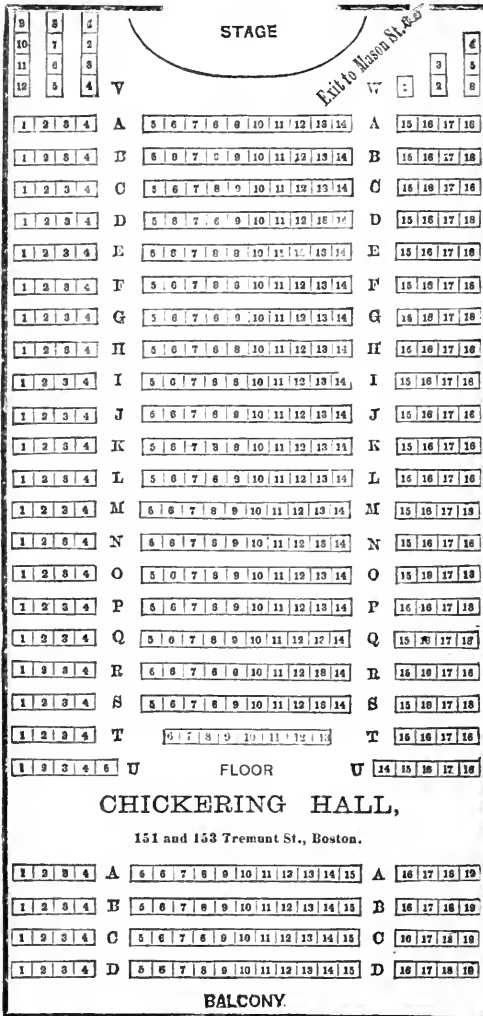 STAGE
Exit to Mason St.
9 8 1
10 7 2
11 6 3
12 5 4 V
W 1 2 3 4 5 6
1 2 3 4 A 5 6 7 8 9 10 11 12 13 14 A 15 16 17 18
1 2 3 4 B 5 6 7 8 9 10 11 12 13 14 B 15 16 17 18
1 2 3 4 C 5 6 7 8 9 10 11 12 13 14 C 15 16 17 18
1 2 3 4 D 5 6 7 8 9 10 11 12 13 14 D 15 16 17 18
1 2 3 4 E 5 6 7 8 9 10 11 12 13 14 E 15 16 17 18
1 2 3 4 F 5 6 7 8 9 10 11 12 13 14 F 15 16 17 18
1 2 3 4 G 5 6 7 8 9 10 11 12 13 14 G 15 16 17 18
1 2 3 4 H 5 6 7 8 9 10 11 12 13 14 H 15 16 17 18
1 2 3 4 I 5 6 7 8 9 10 11 12 13 14 I 15 16 17 18
1 2 3 4 J 5 6 7 8 9 10 11 12 13 14 J 15 16 17 18
1 2 3 4 K 5 6 7 8 9 10 11 12 13 14 K 15 16 17 18
1 2 3 4 L 5 6 7 8 9 10 11 12 13 14 L 15 16 17 18
1 2 3 4 M 5 6 7 8 9 10 11 12 13 14 M 15 16 17 18
1 2 3 4 N 5 6 7 8 9 10 11 12 13 14 N 15 16 17 18
1 2 3 4 O 5 6 7 8 9 10 11 12 13 14 O 15 16 17 18
1 2 3 4 P 5 6 7 8 9 10 11 12 13 14 P 15 16 17 18
1 2 3 4 Q 5 6 7 8 9 10 11 12 13 14 Q 15 16 17 18
1 2 3 4 R 5 6 7 8 9 10 11 12 13 14 R 15 16 17 18
1 2 3 4 S 5 6 7 8 9 10 11 12 13 14 S 15 16 17 18
1 2 3 4 T 6 7 8 9 10 11 12 13 T 15 16 17 18
1 2 3 4 5 U FLOOR U 14 15 16 17 18
CHICKERING HALL,
151 and 153 Tremont St., Boston.
1 2 3 4 A 5 6 7 8 9 10 11 12 13 14 15 A 16 17 18 19
1 2 3 4 B 5 6 7 8 9 10 11 12 13 14 15 B 16 17 18 19
1 2 3 4 C 5 6 7 8 9 10 11 12 13 14 15 C 16 17 18 19
1 2 3 4 D 5 6 7 8 9 10 11 12 13 14 15 D 16 17 18 19
BALCONY.